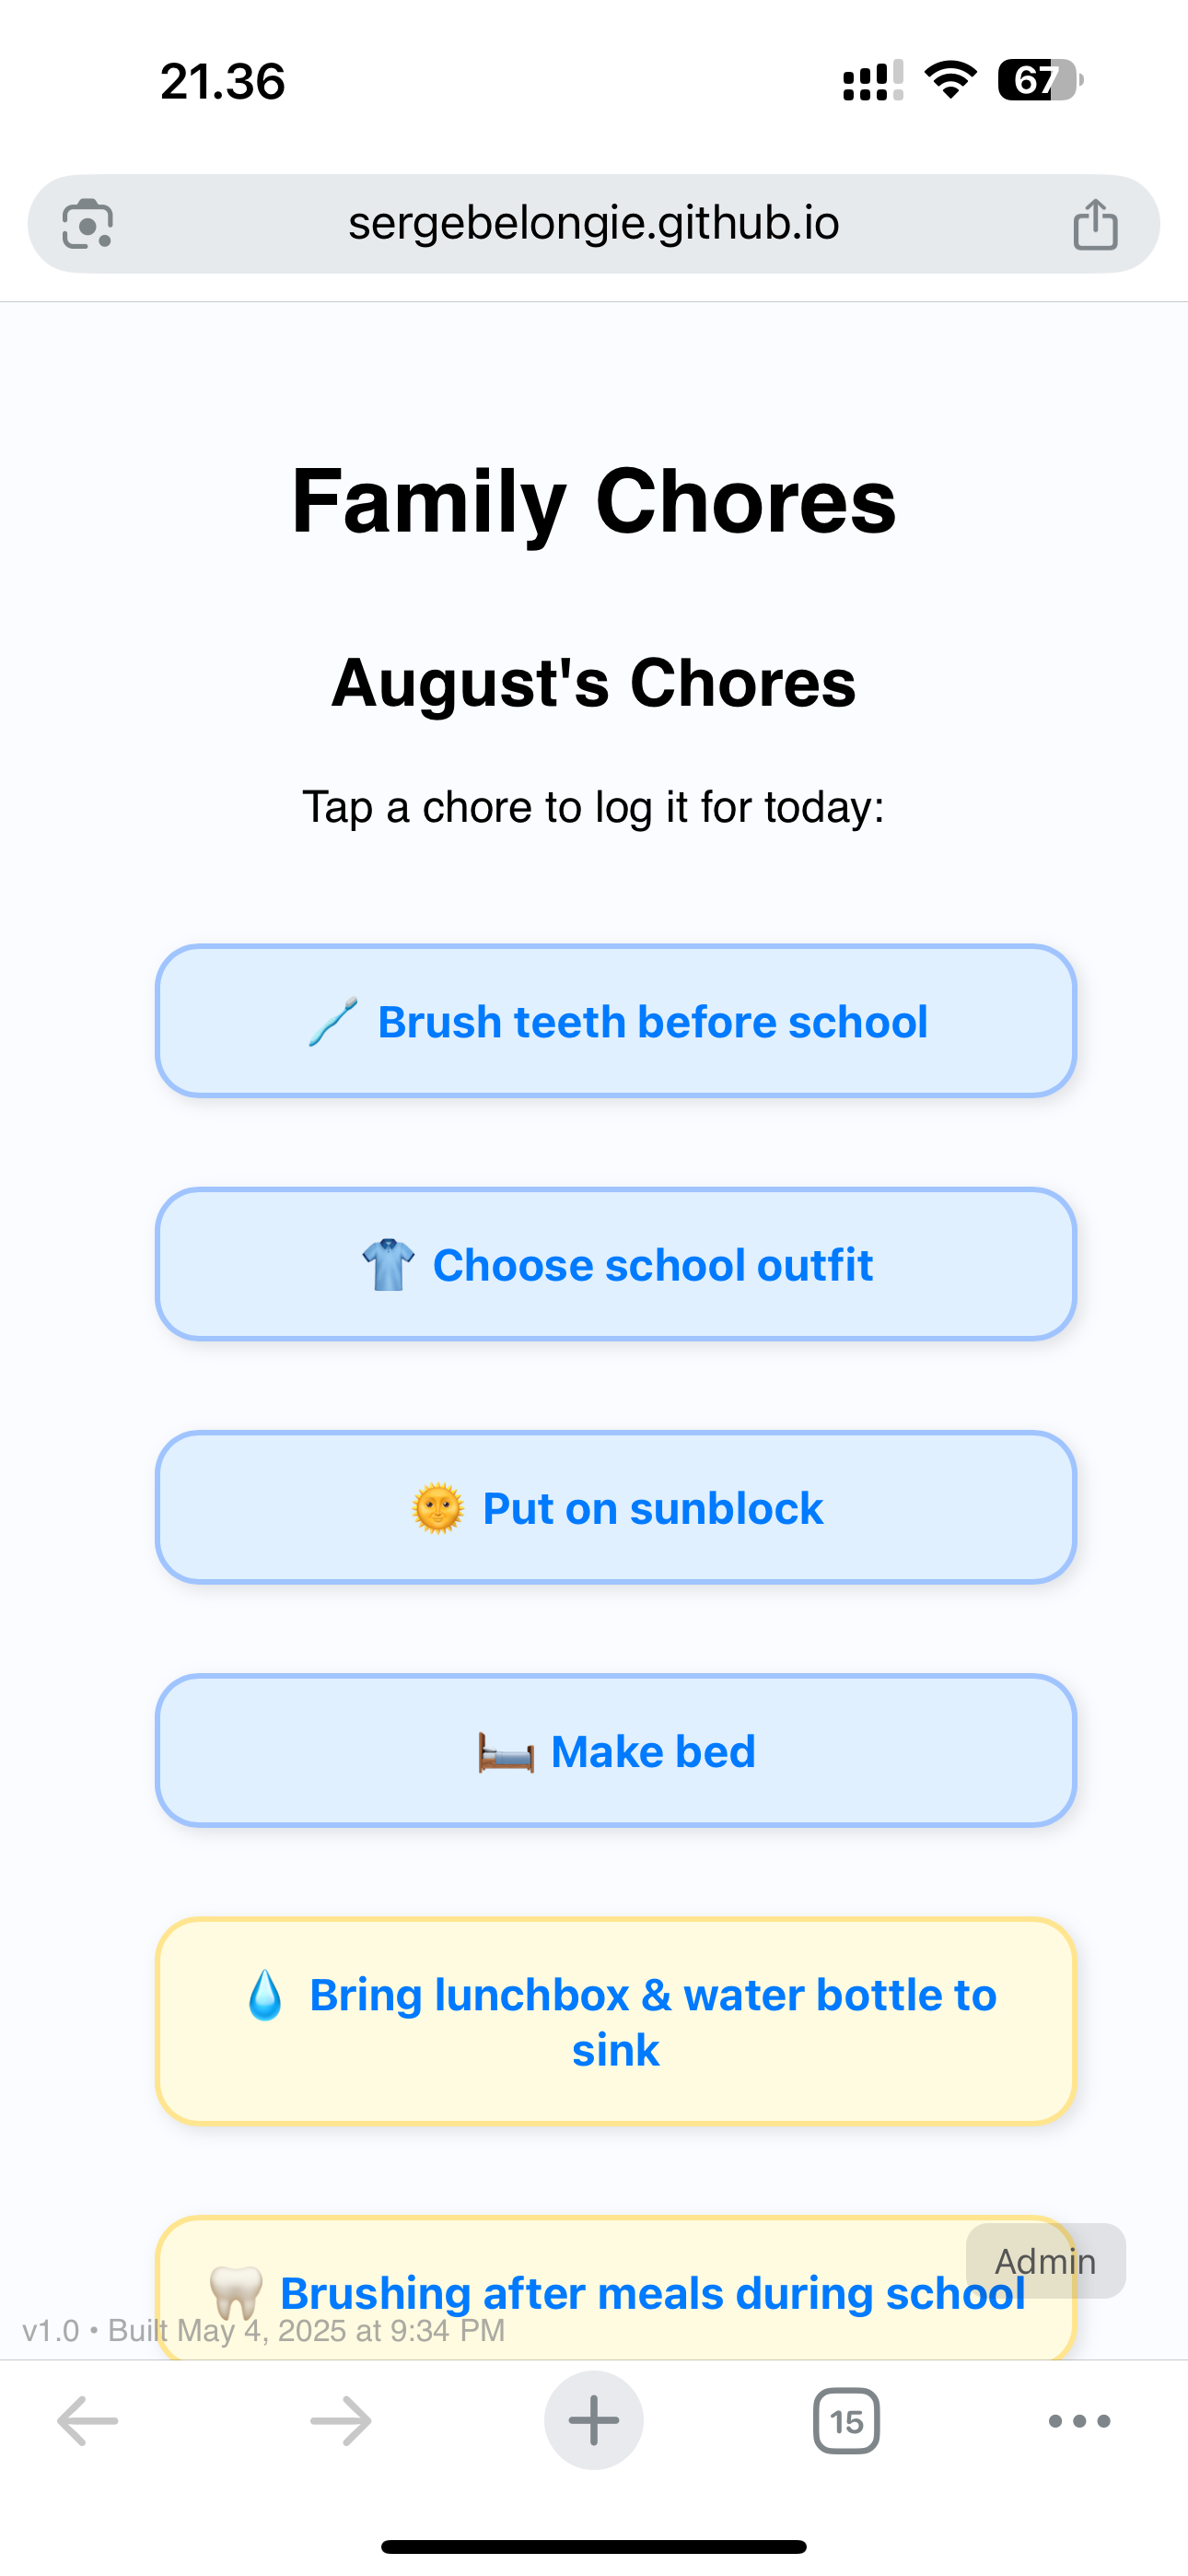 21.36
67
sergebelongie.github.io
Family Chores
August's Chores
Tap a chore to log it for today:
Brush teeth before school
Choose school outfit
Put on sunblock
Make bed
Bring lunchbox & water bottle to
sink
Admin
Brushing after meals during school
v1.0 • Built May 4, 2025 at 9:34 PM
15